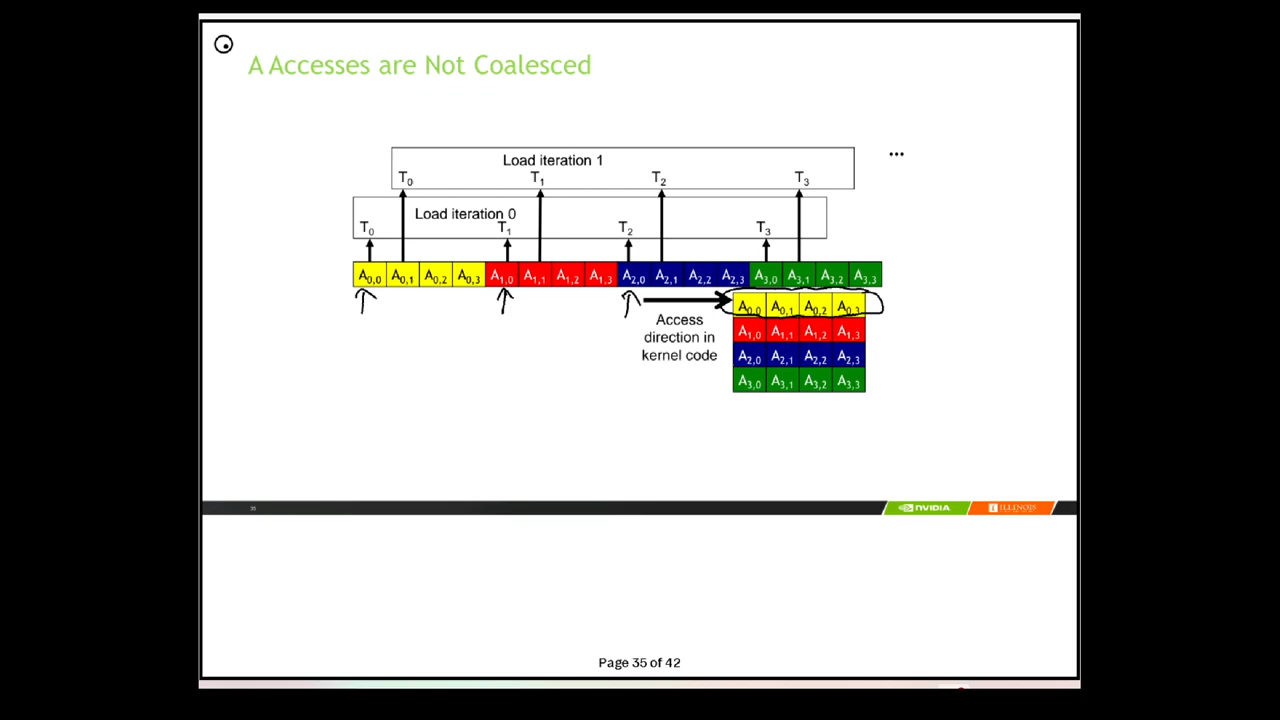 A Accesses are Not Coalesced
...
Load iteration 1
T0 T1 T2 T3
Load iteration 0
T0 T1 T2 T3
A0,0 A0,1 A0,2 A0,3 A1,0 A1,1 A1,2 A1,3 A2,0 A2,1 A2,2 A2,3 A3,0 A3,1 A3,2 A3,3
Access
direction in
kernel code
A0,0 A0,1 A0,2 A0,3
A1,0 A1,1 A1,2 A1,3
A2,0 A2,1 A2,2 A2,3
A3,0 A3,1 A3,2 A3,3
35
NVIDIA
I ILLINOIS
Page 35 of 42